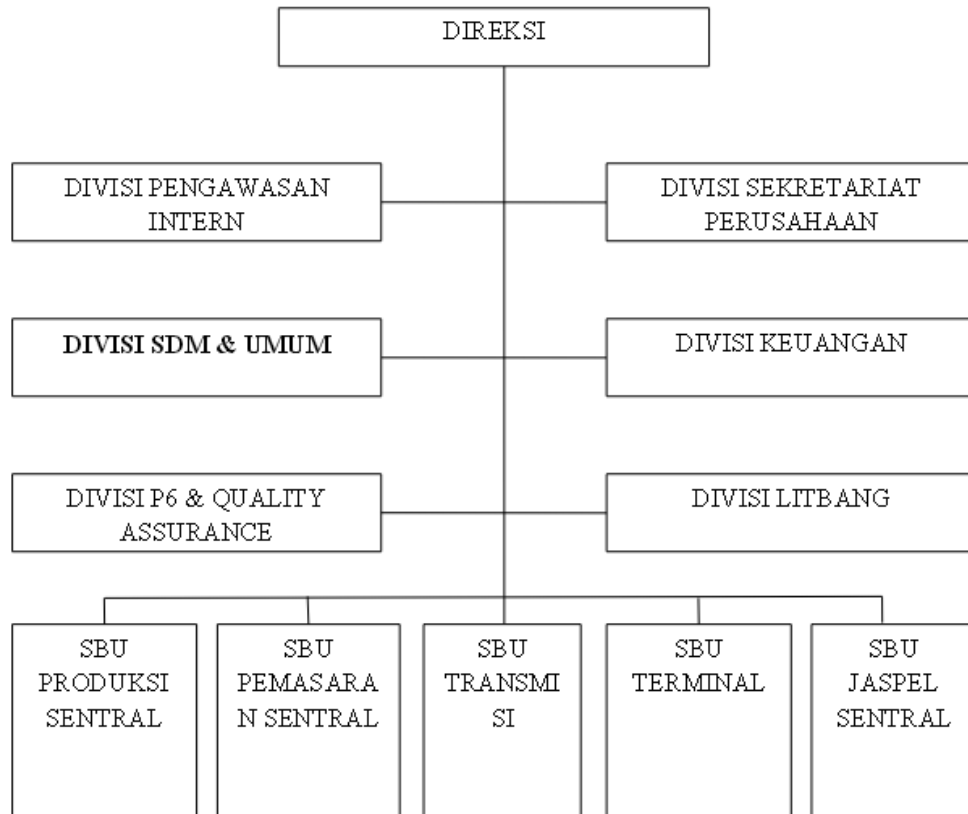 DIREKSI
DIVISI PENGAWASAN
INTERN
DIVISI SEKRETARIAT
PERUSAHAAN
DIVISI SDM & UMUM
DIVISI KEUANGAN
DIVISI P6 & QUALITY
ASSURANCE
DIVISI LITBANG
SBU
PRODUKSI
SENTRAL
SBU
PEMASARA
N SENTRAL
SBU
TRANSMI
SI
SBU
TERMINAL
SBU
JASPEL
SENTRAL